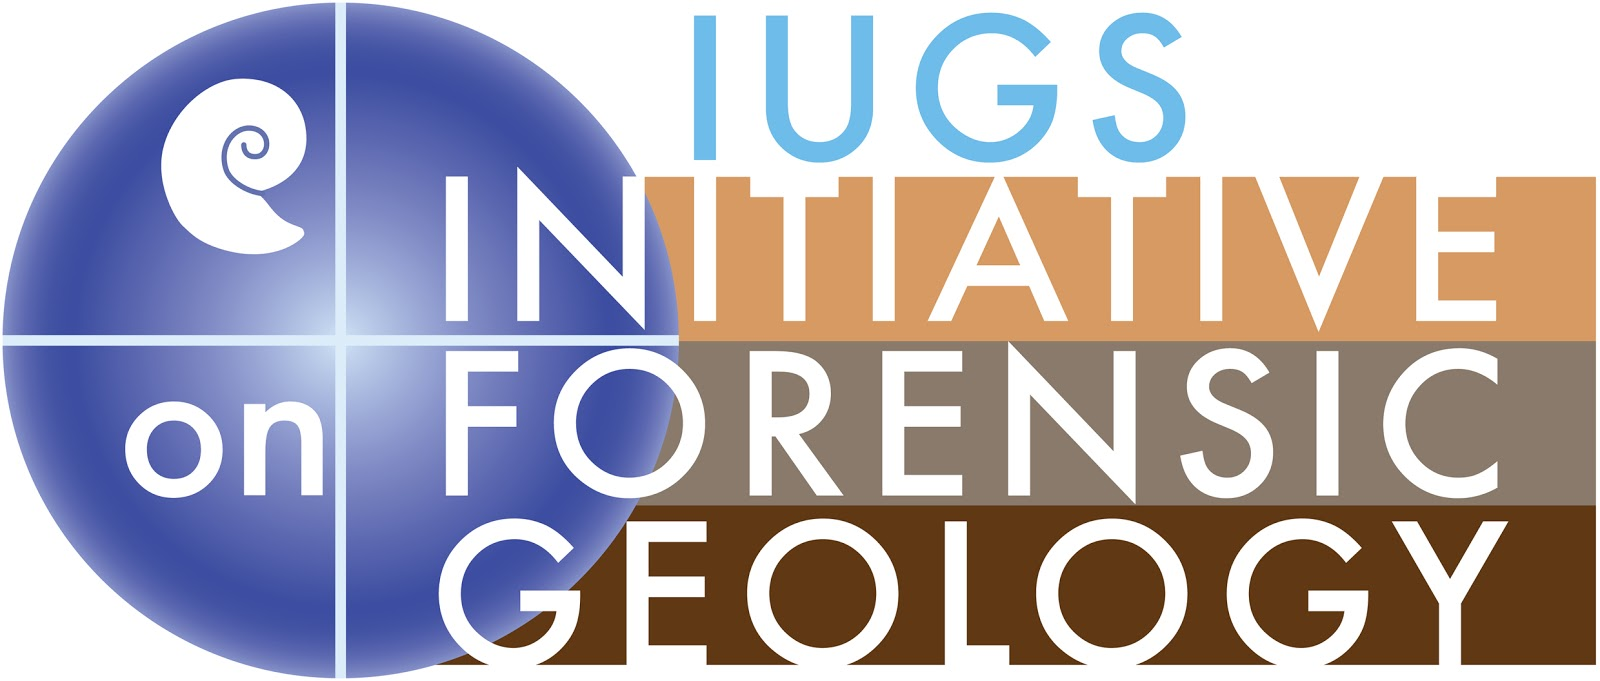 IUGS
INITIATIVE
on FORENSIC
GEOLOGY